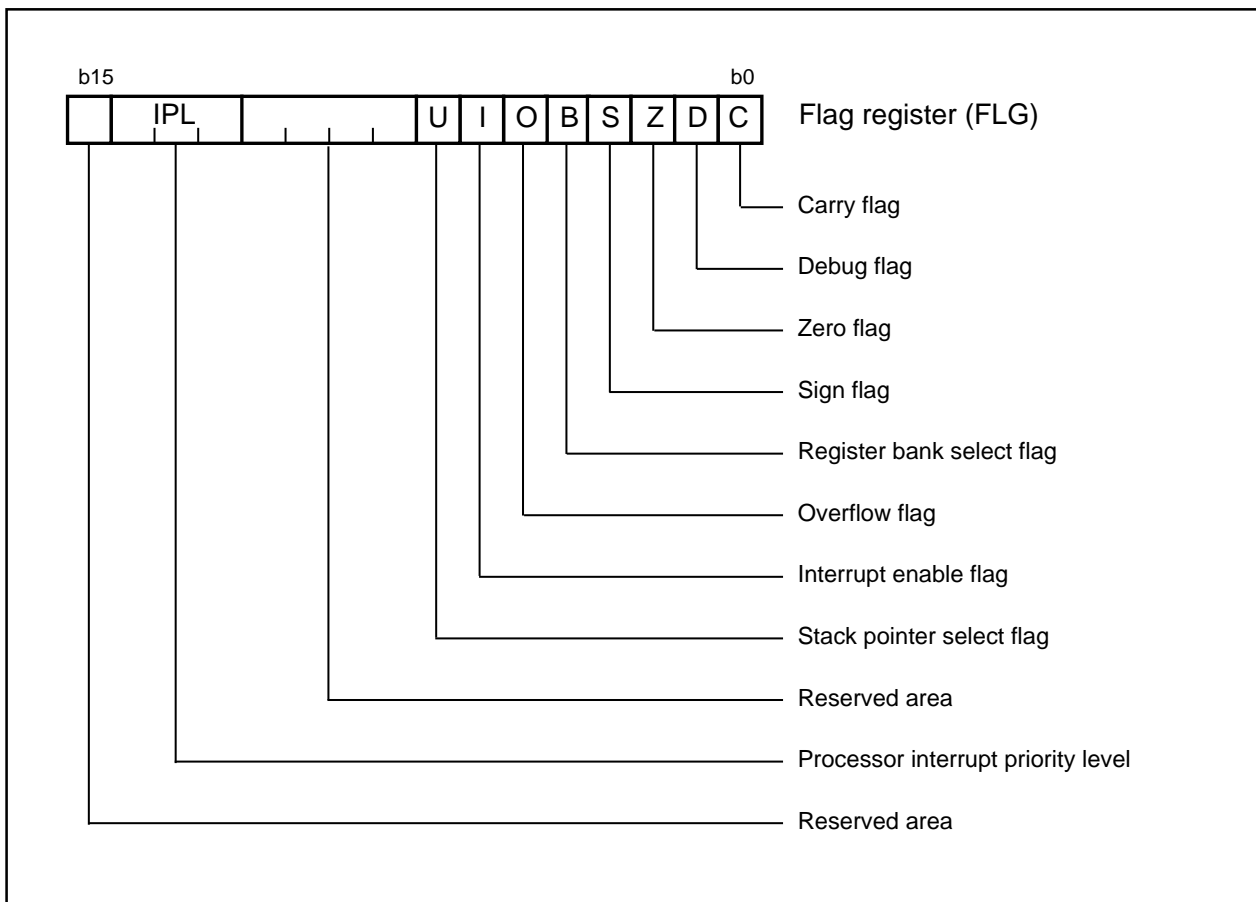 b15 b0
IPL U I O B S Z D C Flag register (FLG)
Carry flag
Debug flag
Zero flag
Sign flag
Register bank select flag
Overflow flag
Interrupt enable flag
Stack pointer select flag
Reserved area
Processor interrupt priority level
Reserved area